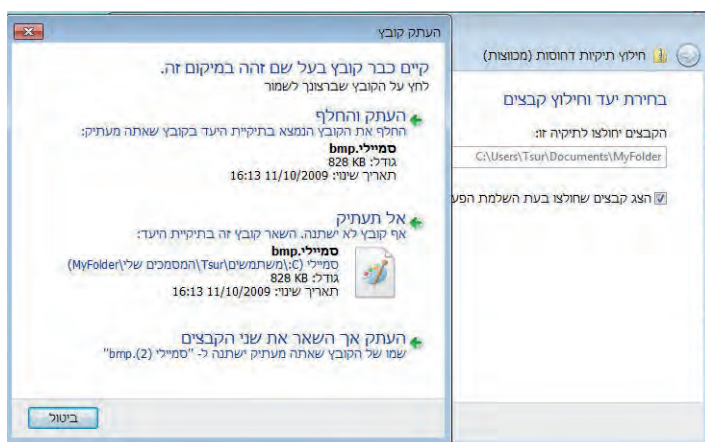 העתק קובץ
קיים כבר קובץ בעל שם זהה במיקום זה.
לחץ על הקובץ שברצונך לשמור
העתק והחלף
החלף את הקובץ הנמצא בתיקיית היעד בקובץ שאתה מעתיק:
סמיילי.bmp
גודל: 828 KB
תאריך שינוי: 11/10/2009 16:13
אל תעתיק
אף קובץ לא ישתנה. השאר קובץ זה בתיקיית היעד:
סמיילי.bmp
סמיילי (C:\משתמשים\Tsur\המסמכים שלי\MyFolder)
גודל: 828 KB
תאריך שינוי: 11/10/2009 16:13
העתק אך השאר את שני הקבצים
שמו של הקובץ שאתה מעתיק ישתנה ל- "סמיילי (2).bmp"
ביטול
חילוץ תיקיות דחוסות (מכווצות)
בחירת יעד וחילוץ קבצים
הקבצים יחולצו לתיקיה זו:
C:\Users\Tsur\Documents\MyFolder
הצג קבצים שחולצו בעת השלמת הפע